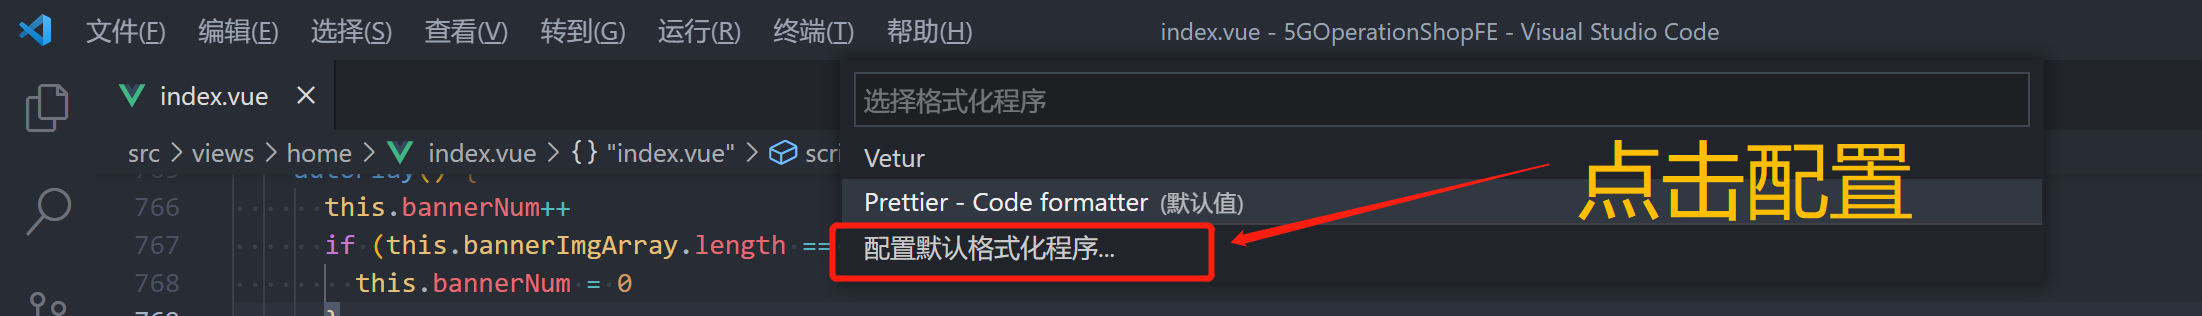 文件(F) 编辑(E) 选择(S) 查看(V) 转到(G) 运行(R) 终端(T) 帮助(H) index.vue - 5GOperationShopFE - Visual Studio Code
index.vue
选择格式化程序
src > views > home > index.vue > {} "index.vue" > scri
Vetur
点击配置
766 this.bannerNum++
Prettier - Code formatter (默认值)
767 if (this.bannerImgArray.length ==
配置默认格式化程序...
768 this.bannerNum = 0